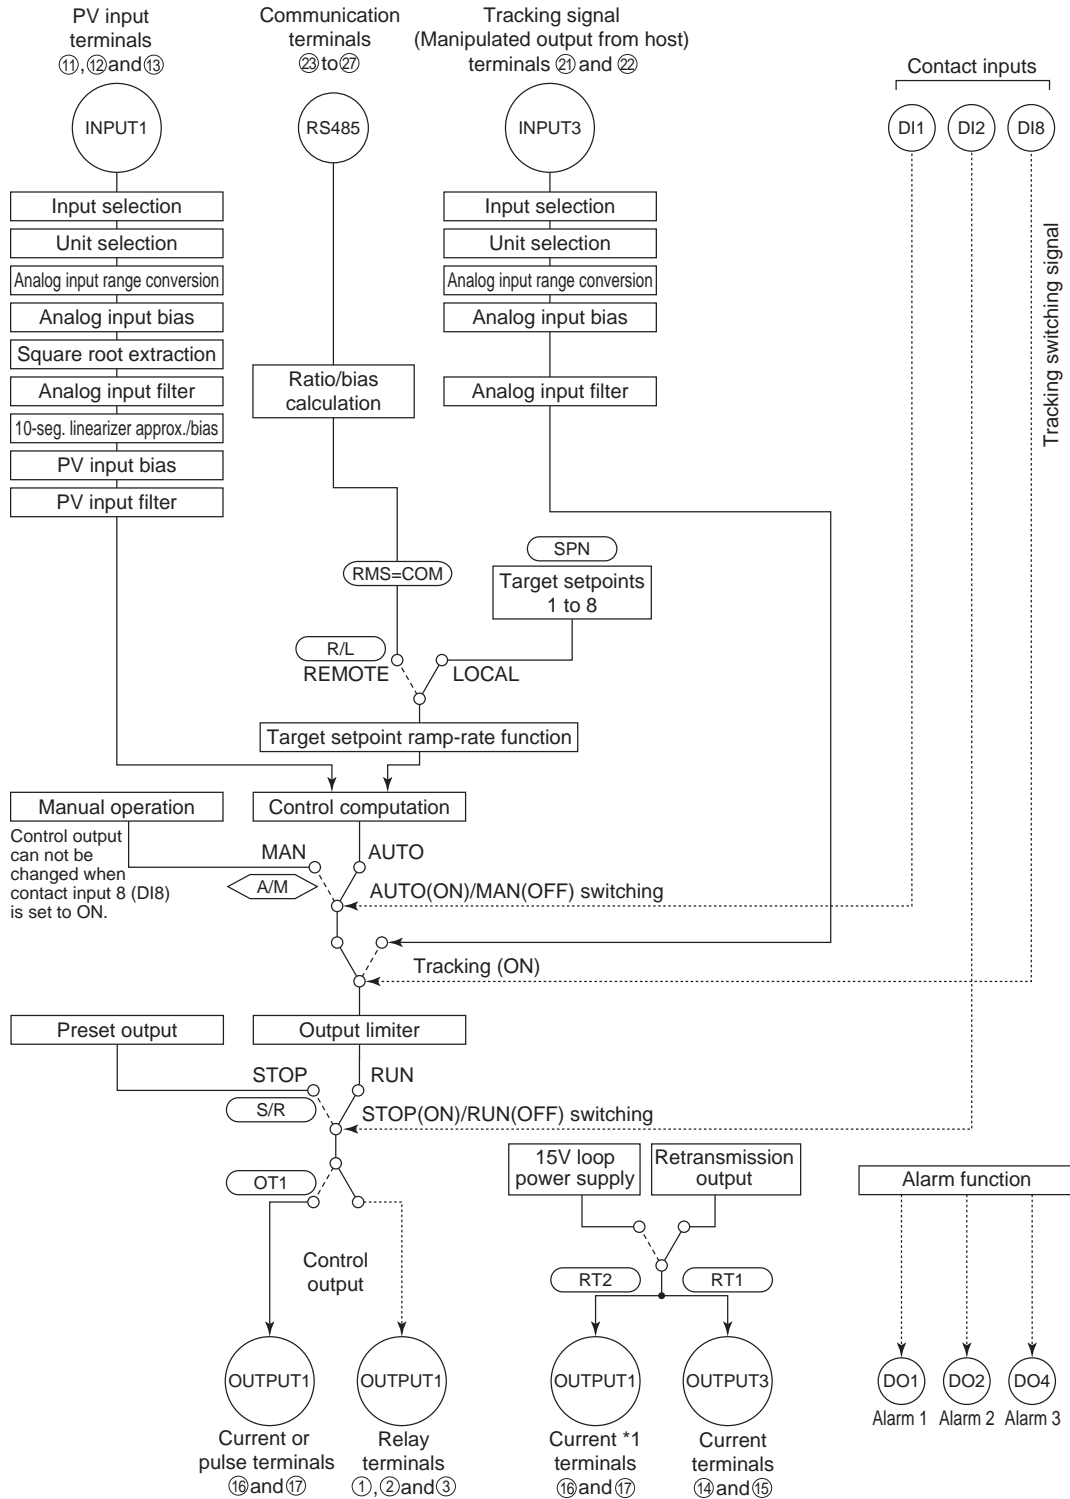 PV input
terminals
⑪,⑫and⑬
Communication
terminals
㉓to㉗
Tracking signal
(Manipulated output from host)
terminals ㉑ and ㉒
Contact inputs
INPUT1
RS485
INPUT3
DI1
DI2
DI8
Input selection
Unit selection
Analog input range conversion
Analog input bias
Square root extraction
Analog input filter
10-seg. linearizer approx./bias
PV input bias
PV input filter
Ratio/bias
calculation
Input selection
Unit selection
Analog input range conversion
Analog input bias
Analog input filter
Tracking switching signal
RMS=COM
SPN
Target setpoints
1 to 8
R/L
REMOTE
LOCAL
Target setpoint ramp-rate function
Manual operation
Control computation
Control output
can not be
changed when
contact input 8 (DI8)
is set to ON.
MAN
AUTO
A/M
AUTO(ON)/MAN(OFF) switching
Tracking (ON)
Preset output
Output limiter
STOP
RUN
S/R
STOP(ON)/RUN(OFF) switching
OT1
Control
output
15V loop
power supply
Retransmission
output
RT2
RT1
Alarm function
OUTPUT1
OUTPUT1
OUTPUT1
OUTPUT3
DO1
DO2
DO4
Alarm 1
Alarm 2
Alarm 3
Current or
pulse terminals
⑯and⑰
Relay
terminals
①,②and③
Current *1
terminals
⑯and⑰
Current
terminals
⑭and⑮